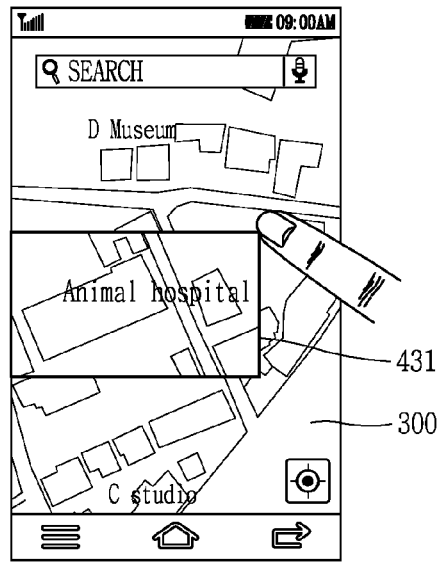 09:00AM
SEARCH
D Museum
Animal hospital
431
300
C studio